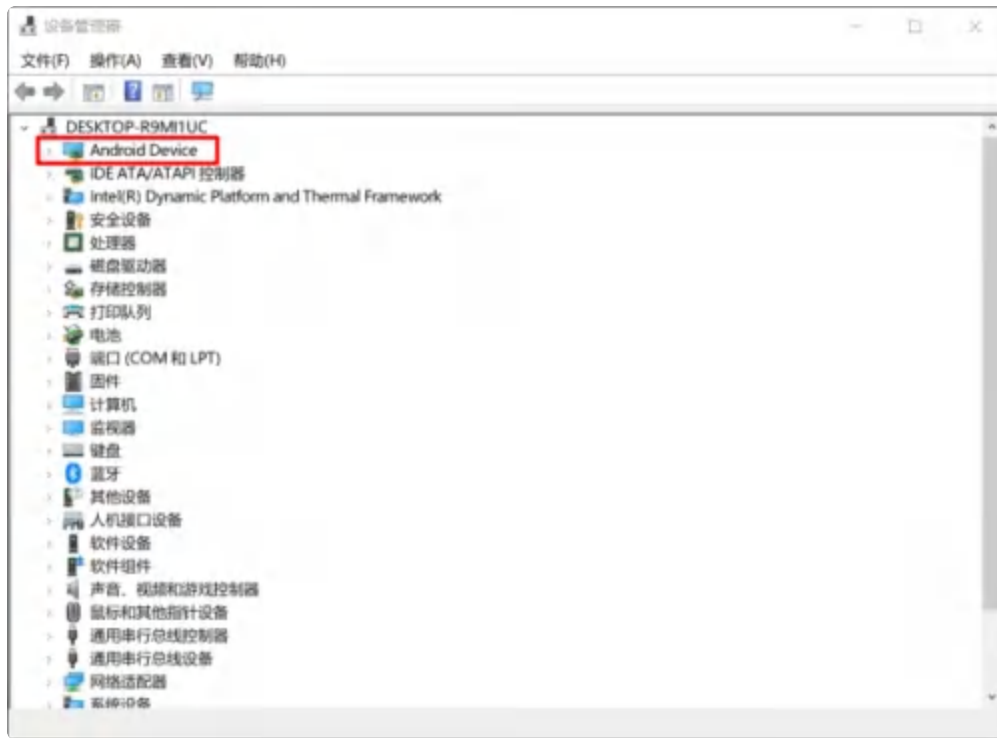 设备管理器
文件(F) 操作(A) 查看(V) 帮助(H)
DESKTOP-R9MI1UC
Android Device
IDE ATA/ATAPI 控制器
Intel(R) Dynamic Platform and Thermal Framework
安全设备
处理器
磁盘驱动器
存储控制器
打印队列
电池
端口 (COM 和 LPT)
固件
计算机
监视器
键盘
蓝牙
其他设备
人机接口设备
软件设备
软件组件
声音、视频和游戏控制器
鼠标和其他指针设备
通用串行总线控制器
通用串行总线设备
网络适配器
系统设备